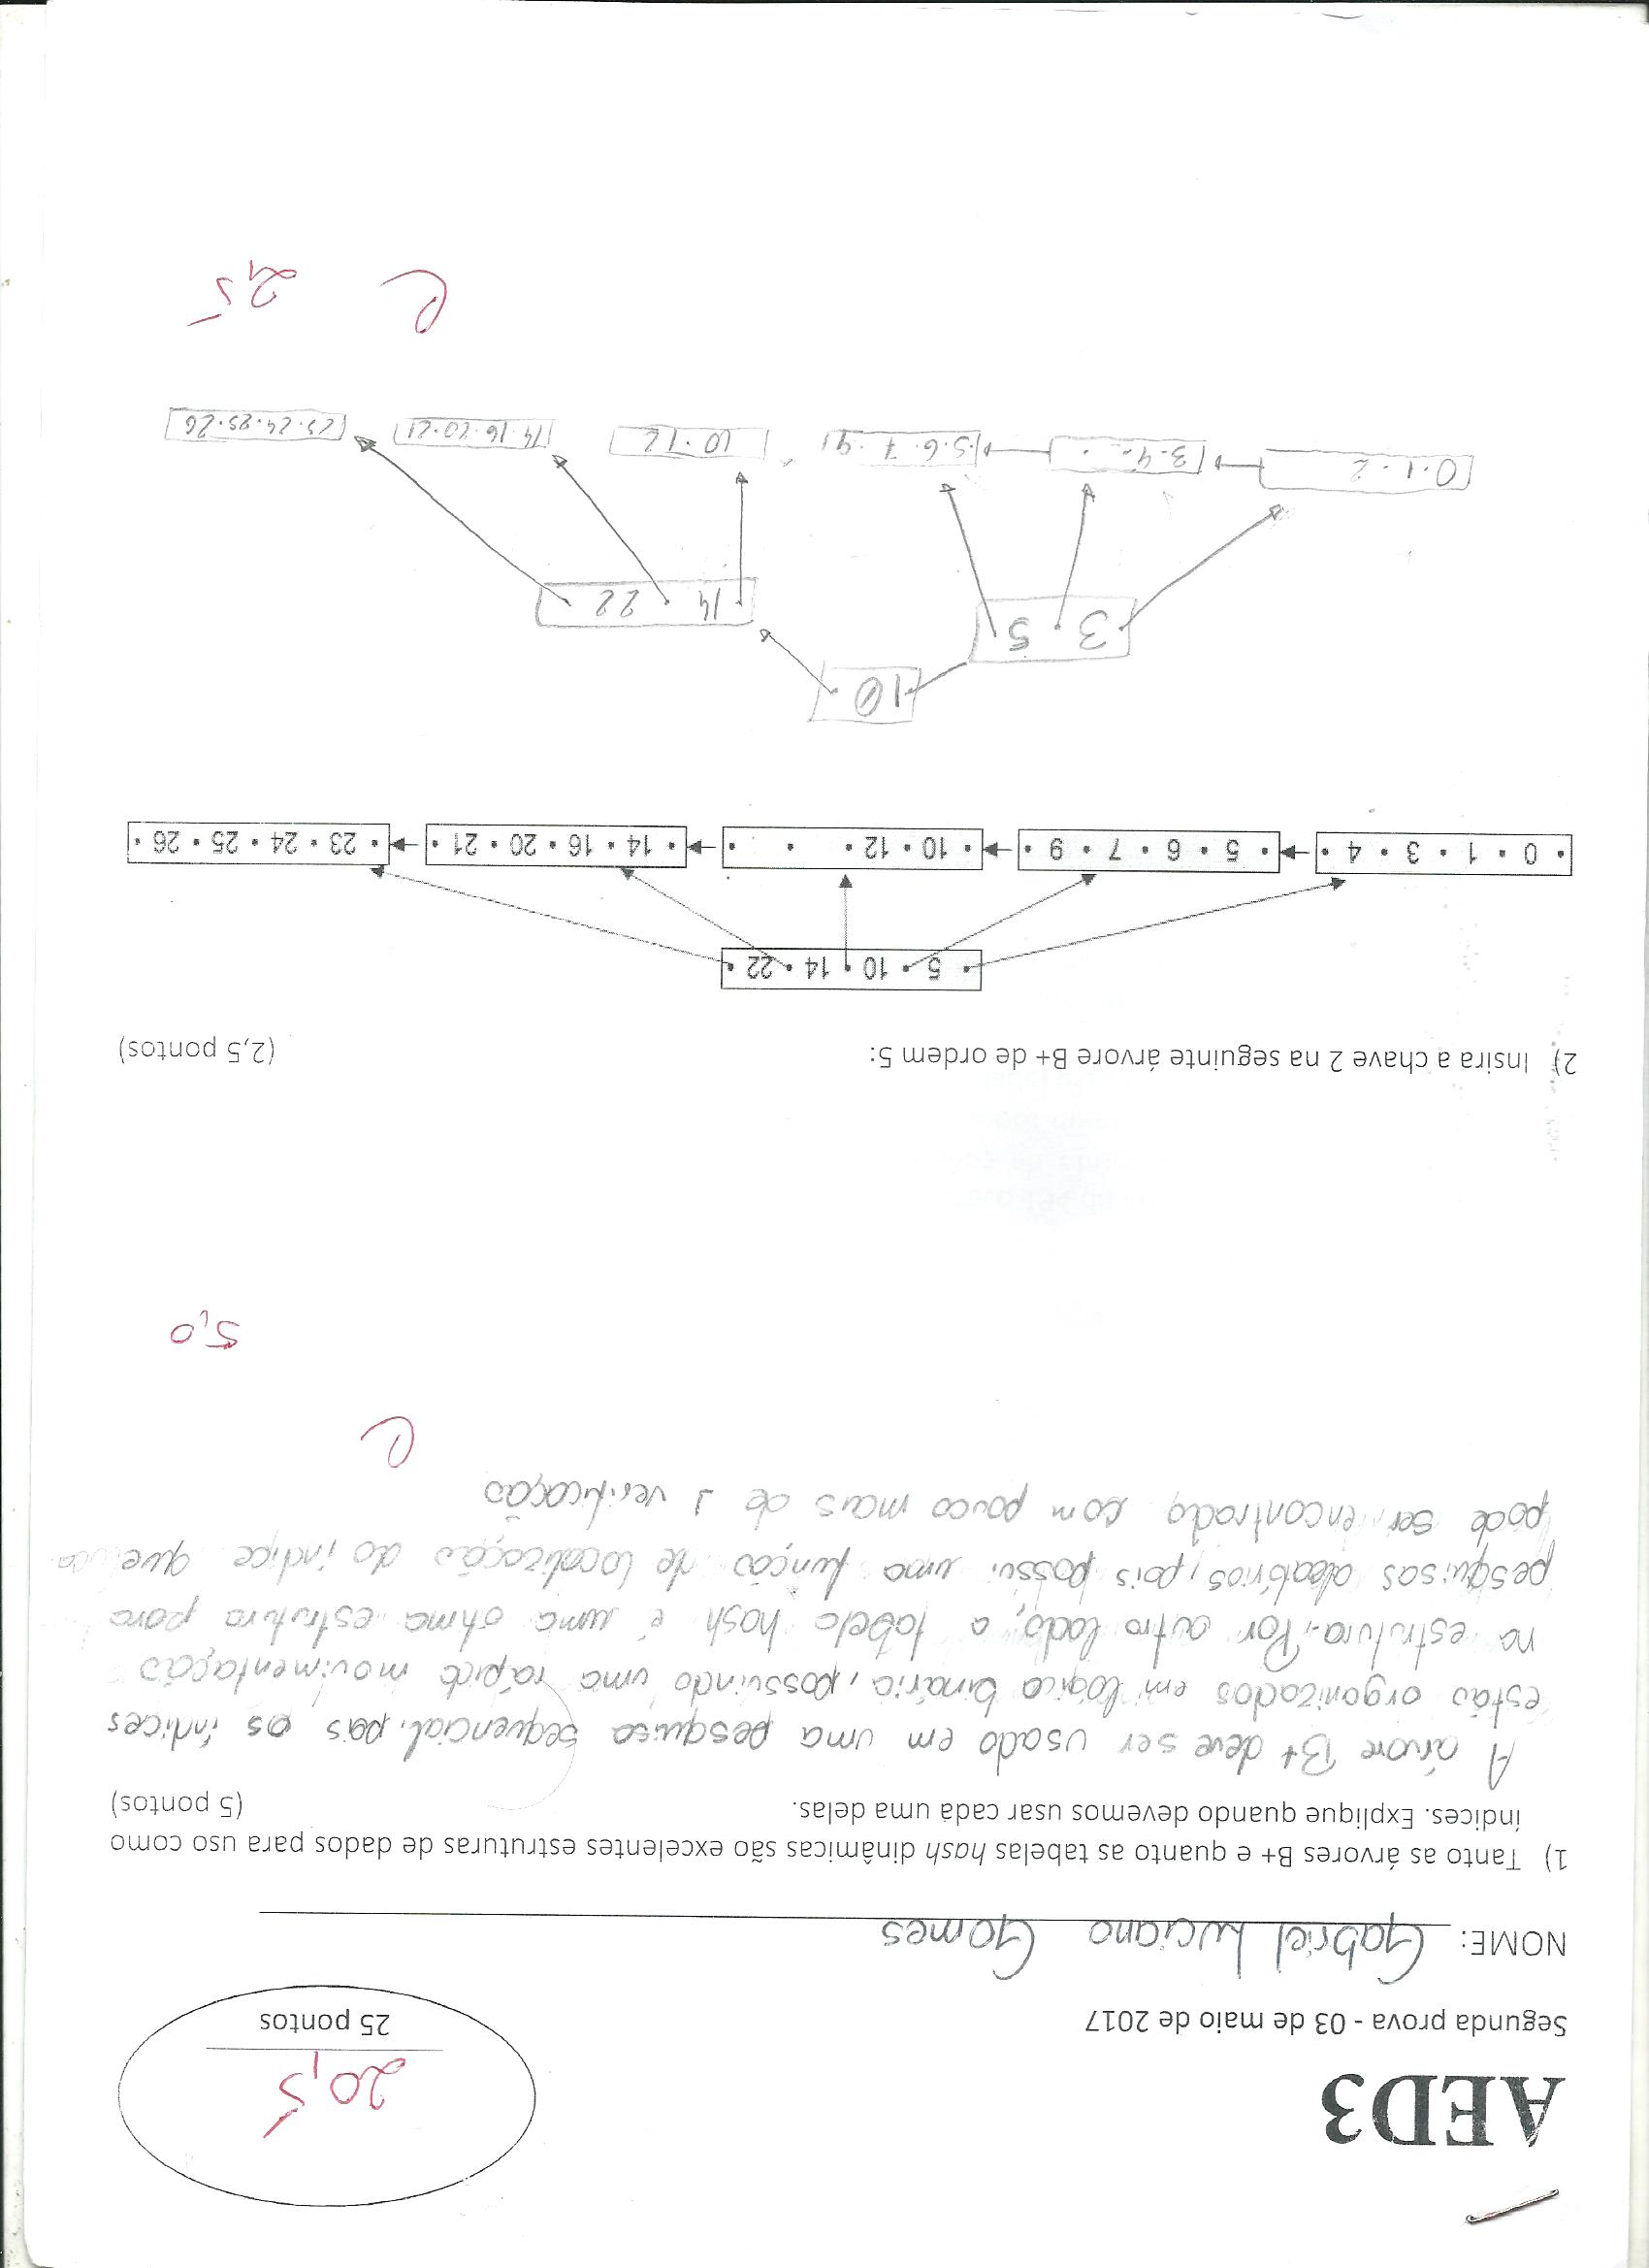 AED3
20,5
25 pontos
Segunda prova - 03 de maio de 2017
NOME: Gabriel Luciano Gomes
1) Tanto as árvores B+ e quanto as tabelas hash dinâmicas são excelentes estruturas de dados para uso como
índices. Explique quando devemos usar cada uma delas. (5 pontos)
A árvore B+ deve ser usado em uma pesquisa sequencial, pois os índices
estão organizados em lógica binária, possuindo uma rápida movimentação
na estrutura. Por outro lado, a tabela hash é uma ótima estrutura para
pesquisas aleatórios, pois possui uma função de localização do índice que
pode ser encontrado com pouco mais de 1 verificação
C
5,0
2) Insira a chave 2 na seguinte árvore B+ de ordem 5: (2,5 pontos)
5 10 14 22
0 1 3 4 5 6 7 9 10 12 14 16 20 21 23 24 25 26
10
3 5
14 22
0 1 2 3 4 5 6 7 9 10 12 14 16 20 21 23 24 25 26
C 2,5